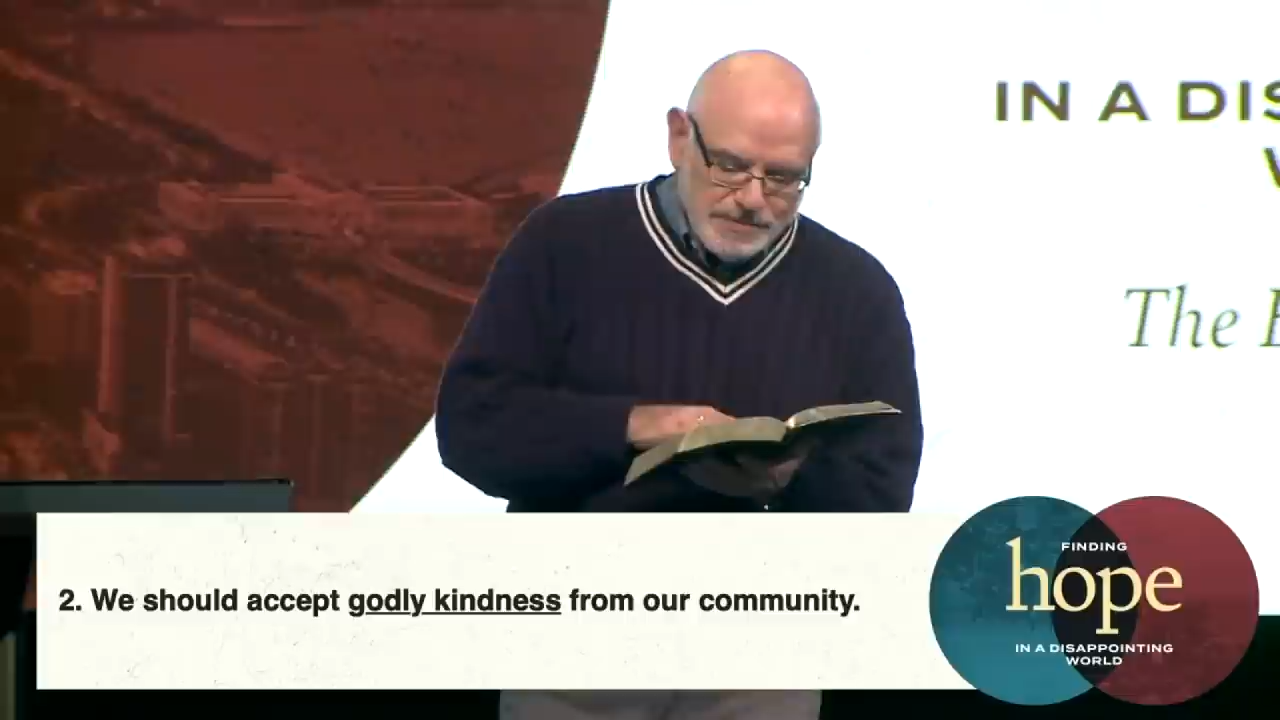 IN A DIS
The
2. We should accept godly kindness from our community.
FINDING
hope
IN A DISAPPOINTING
WORLD